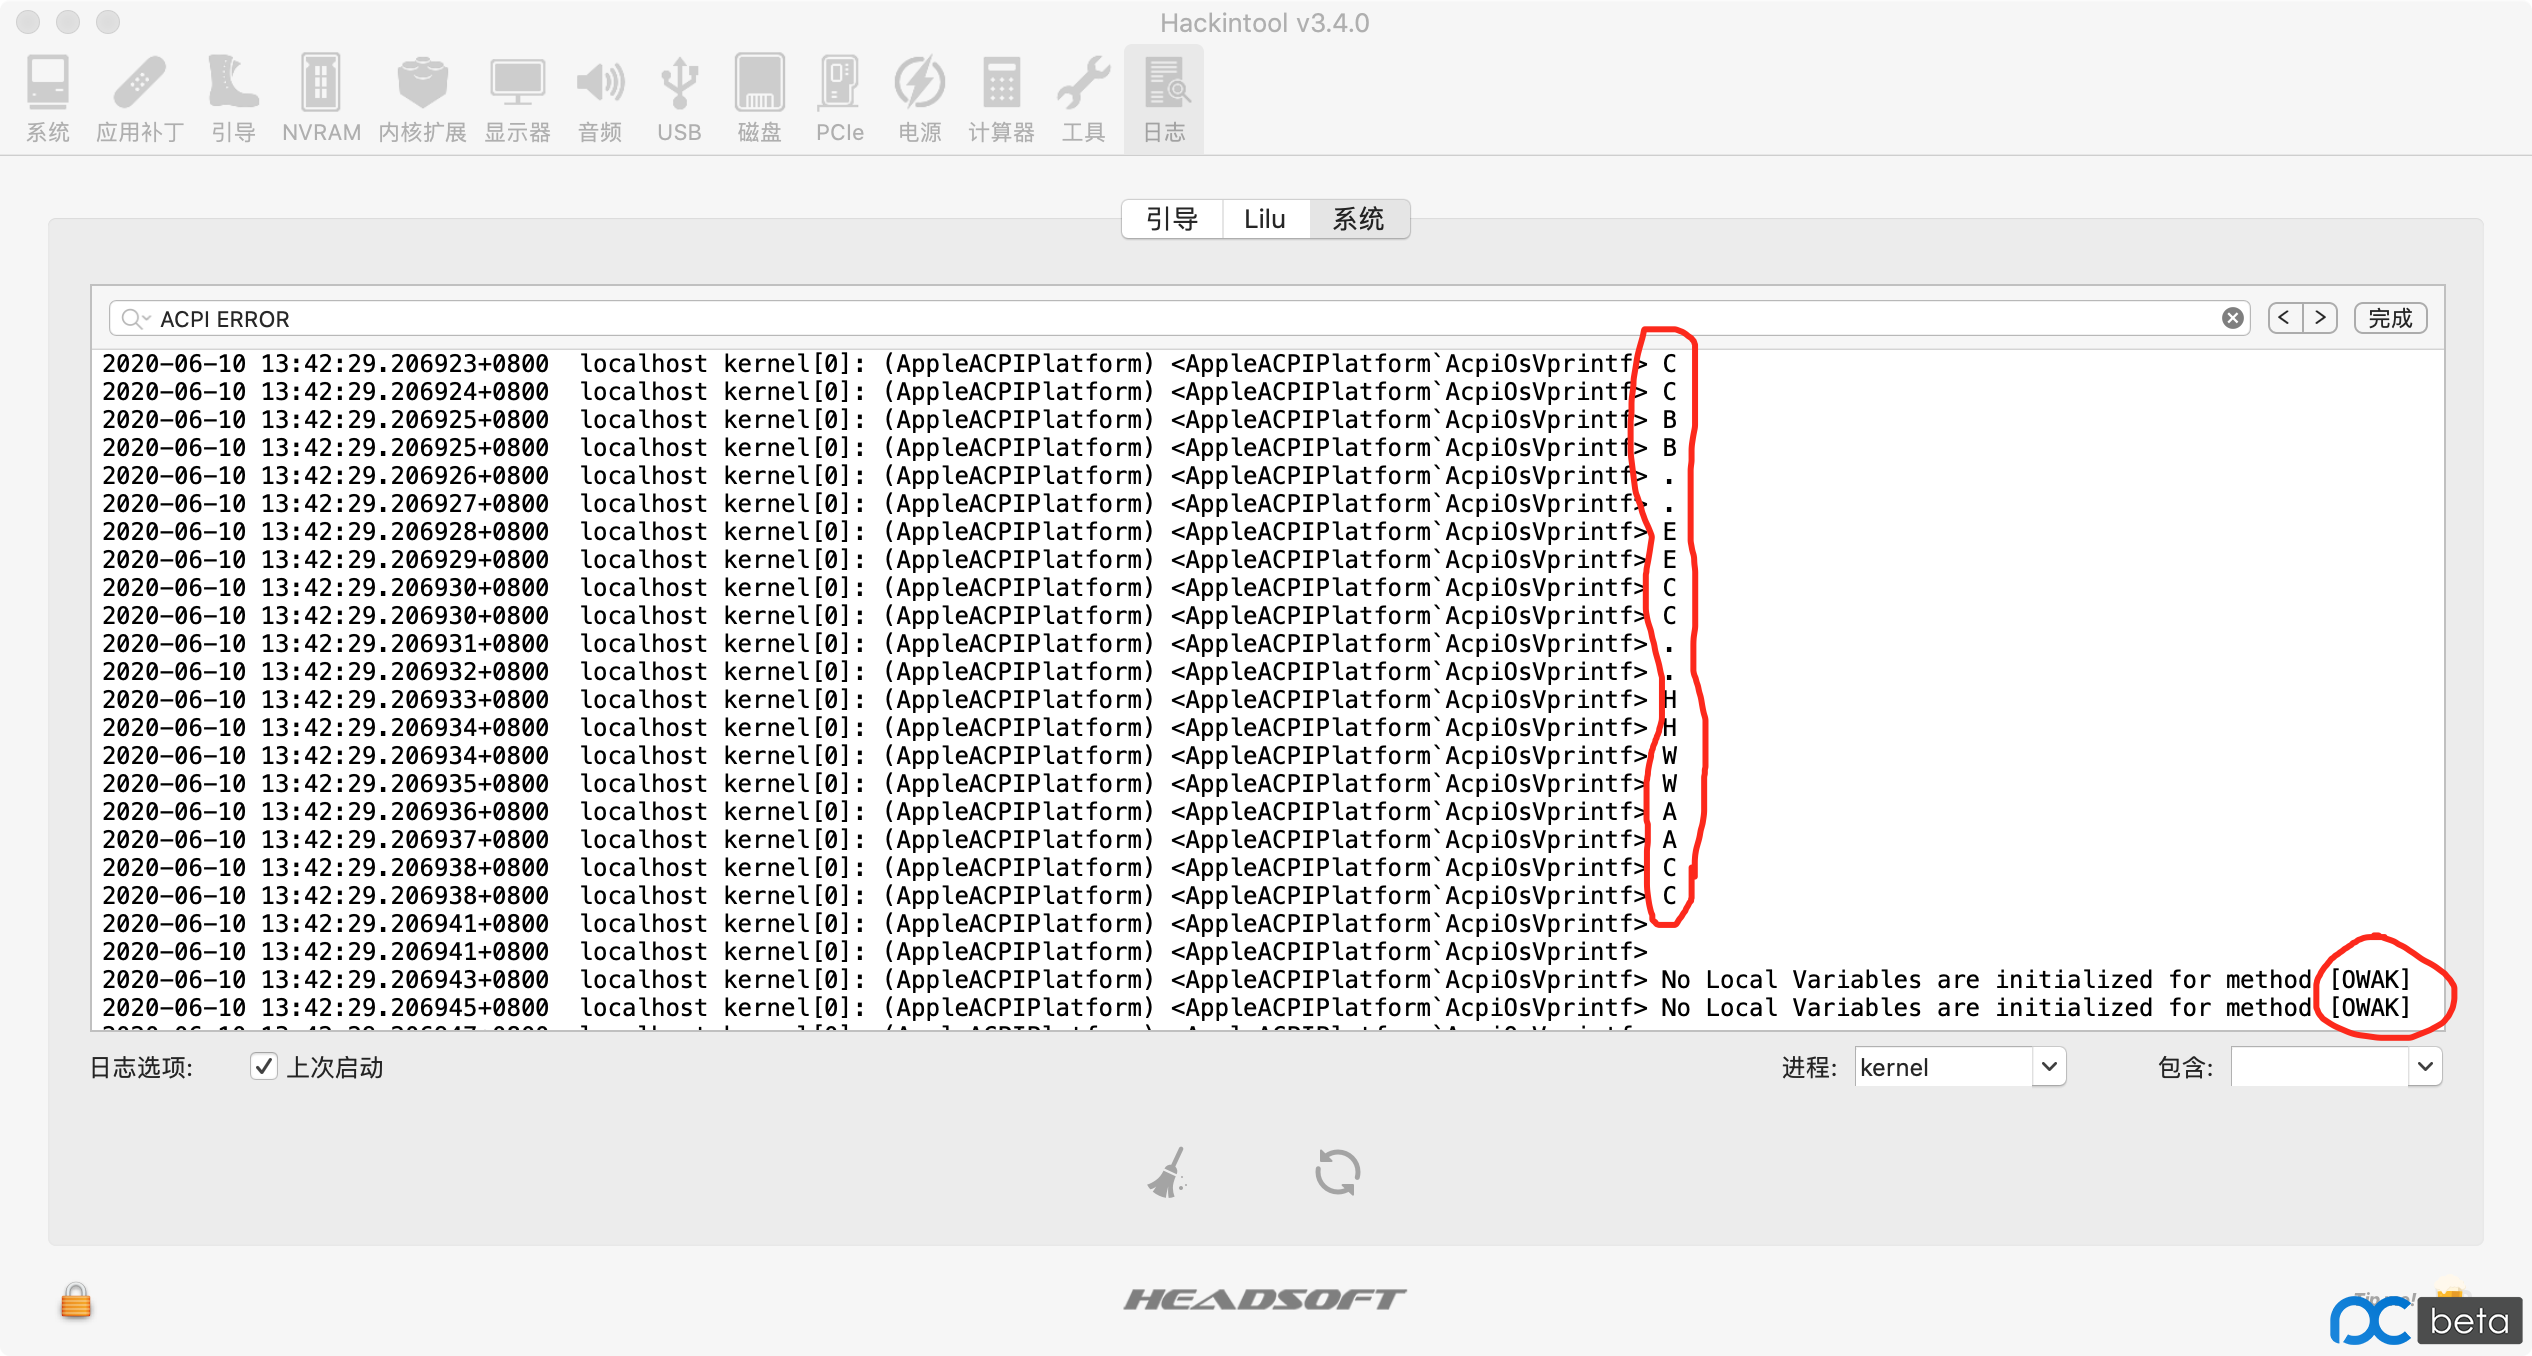 Hackintool v3.4.0
系统 应用补丁 引导 NVRAM 内核扩展 显示器 音频 USB 磁盘 PCIe 电源 计算器 工具 日志
引导 Lilu 系统
ACPI ERROR < > 完成
2020-06-10 13:42:29.206923+0800  localhost kernel[0]: (AppleACPIPlatform) <AppleACPIPlatform`AcpiOsVprintf> C
2020-06-10 13:42:29.206924+0800  localhost kernel[0]: (AppleACPIPlatform) <AppleACPIPlatform`AcpiOsVprintf> C
2020-06-10 13:42:29.206925+0800  localhost kernel[0]: (AppleACPIPlatform) <AppleACPIPlatform`AcpiOsVprintf> B
2020-06-10 13:42:29.206925+0800  localhost kernel[0]: (AppleACPIPlatform) <AppleACPIPlatform`AcpiOsVprintf> B
2020-06-10 13:42:29.206926+0800  localhost kernel[0]: (AppleACPIPlatform) <AppleACPIPlatform`AcpiOsVprintf> .
2020-06-10 13:42:29.206927+0800  localhost kernel[0]: (AppleACPIPlatform) <AppleACPIPlatform`AcpiOsVprintf> .
2020-06-10 13:42:29.206928+0800  localhost kernel[0]: (AppleACPIPlatform) <AppleACPIPlatform`AcpiOsVprintf> E
2020-06-10 13:42:29.206929+0800  localhost kernel[0]: (AppleACPIPlatform) <AppleACPIPlatform`AcpiOsVprintf> E
2020-06-10 13:42:29.206930+0800  localhost kernel[0]: (AppleACPIPlatform) <AppleACPIPlatform`AcpiOsVprintf> C
2020-06-10 13:42:29.206930+0800  localhost kernel[0]: (AppleACPIPlatform) <AppleACPIPlatform`AcpiOsVprintf> C
2020-06-10 13:42:29.206931+0800  localhost kernel[0]: (AppleACPIPlatform) <AppleACPIPlatform`AcpiOsVprintf> .
2020-06-10 13:42:29.206932+0800  localhost kernel[0]: (AppleACPIPlatform) <AppleACPIPlatform`AcpiOsVprintf> .
2020-06-10 13:42:29.206933+0800  localhost kernel[0]: (AppleACPIPlatform) <AppleACPIPlatform`AcpiOsVprintf> H
2020-06-10 13:42:29.206934+0800  localhost kernel[0]: (AppleACPIPlatform) <AppleACPIPlatform`AcpiOsVprintf> H
2020-06-10 13:42:29.206934+0800  localhost kernel[0]: (AppleACPIPlatform) <AppleACPIPlatform`AcpiOsVprintf> W
2020-06-10 13:42:29.206935+0800  localhost kernel[0]: (AppleACPIPlatform) <AppleACPIPlatform`AcpiOsVprintf> W
2020-06-10 13:42:29.206936+0800  localhost kernel[0]: (AppleACPIPlatform) <AppleACPIPlatform`AcpiOsVprintf> A
2020-06-10 13:42:29.206937+0800  localhost kernel[0]: (AppleACPIPlatform) <AppleACPIPlatform`AcpiOsVprintf> A
2020-06-10 13:42:29.206938+0800  localhost kernel[0]: (AppleACPIPlatform) <AppleACPIPlatform`AcpiOsVprintf> C
2020-06-10 13:42:29.206938+0800  localhost kernel[0]: (AppleACPIPlatform) <AppleACPIPlatform`AcpiOsVprintf> C
2020-06-10 13:42:29.206941+0800  localhost kernel[0]: (AppleACPIPlatform) <AppleACPIPlatform`AcpiOsVprintf>
2020-06-10 13:42:29.206941+0800  localhost kernel[0]: (AppleACPIPlatform) <AppleACPIPlatform`AcpiOsVprintf>
2020-06-10 13:42:29.206943+0800  localhost kernel[0]: (AppleACPIPlatform) <AppleACPIPlatform`AcpiOsVprintf> No Local Variables are initialized for method [OWAK]
2020-06-10 13:42:29.206945+0800  localhost kernel[0]: (AppleACPIPlatform) <AppleACPIPlatform`AcpiOsVprintf> No Local Variables are initialized for method [OWAK]
日志选项: 上次启动 进程: kernel 包含:
HEADSOFT
pc beta